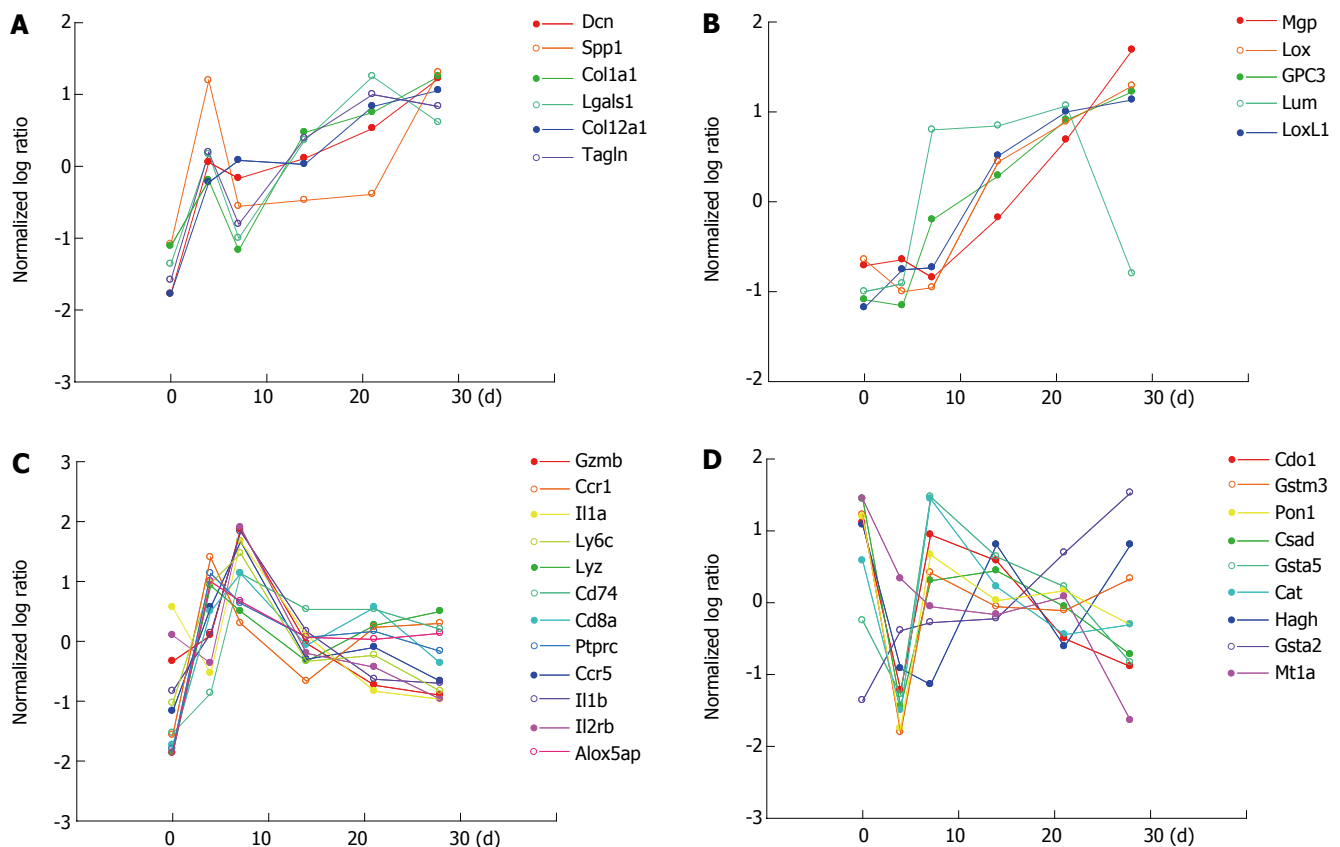 A
Normalized log ratio
2
1
0
-1
-2
-3
0 10 20 30 (d)
Dcn
Spp1
Col1a1
Lgals1
Col12a1
Tagln
B
Normalized log ratio
2
1
0
-1
-2
0 10 20 30 (d)
Mgp
Lox
GPC3
Lum
LoxL1
C
Normalized log ratio
3
2
1
0
-1
-2
-3
0 10 20 30 (d)
Gzmb
Ccr1
Il1a
Ly6c
Lyz
Cd74
Cd8a
Ptprc
Ccr5
Il1b
Il2rb
Alox5ap
D
Normalized log ratio
2
1
0
-1
-2
-3
0 10 20 30 (d)
Cdo1
Gstm3
Pon1
Csad
Gsta5
Cat
Hagh
Gsta2
Mt1a